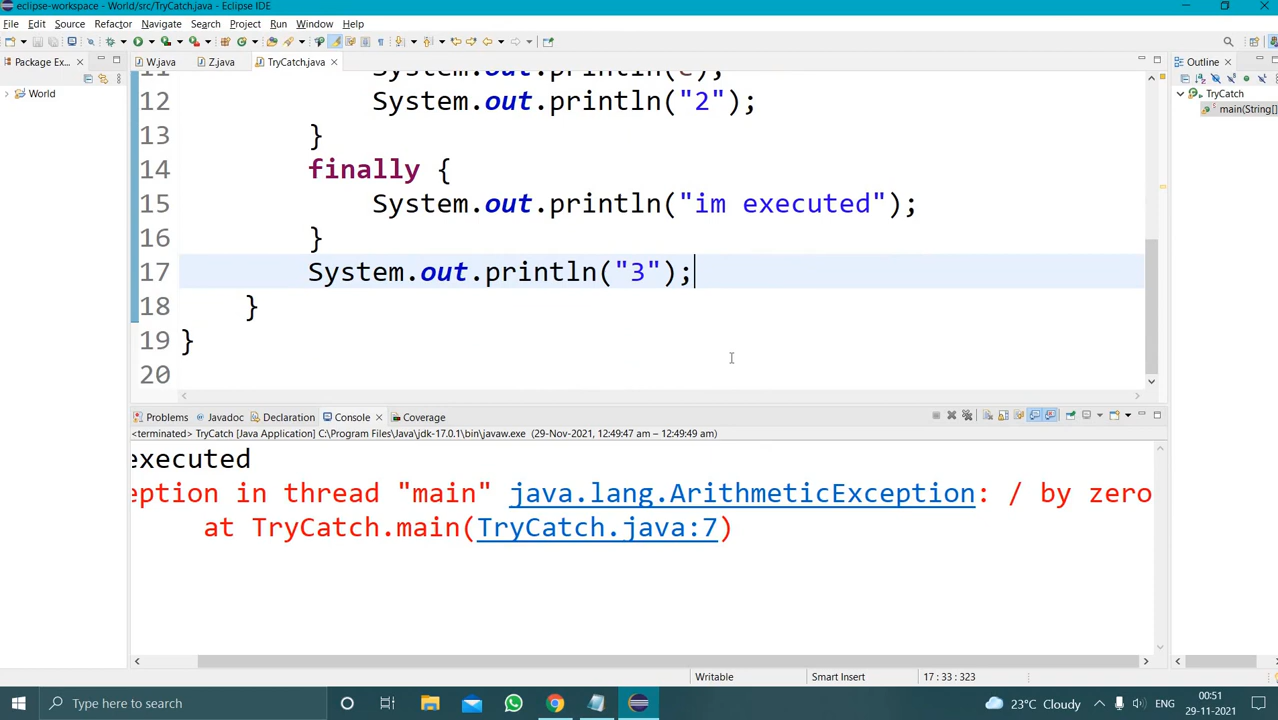 eclipse-workspace - World/src/TryCatch.java - Eclipse IDE
File Edit Source Refactor Navigate Search Project Run Window Help
Package Ex... W.java Z.java TryCatch.java Outline
World
TryCatch
main(String[]
11 System.out.println(e);
12 System.out.println("2");
13 }
14 finally {
15 System.out.println("im executed");
16 }
17 System.out.println("3");
18 }
19 }
20
Problems Javadoc Declaration Console Coverage
<terminated> TryCatch [Java Application] C:\Program Files\Java\jdk-17.0.1\bin\javaw.exe (29-Nov-2021, 12:49:47 am – 12:49:49 am)
executed
eption in thread "main" java.lang.ArithmeticException: / by zero
at TryCatch.main(TryCatch.java:7)
Writable Smart Insert 17 : 33 : 323
Type here to search 23°C Cloudy ENG 00:51
29-11-2021